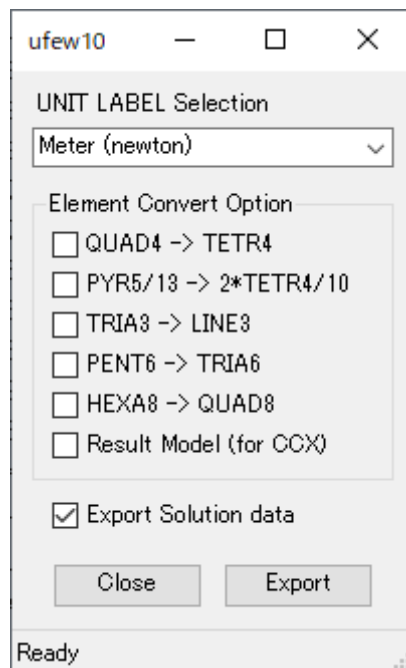 ufew10
UNIT LABEL Selection
Meter (newton)
Element Convert Option
QUAD4 -> TETR4
PYR5/13 -> 2*TETR4/10
TRIA3 -> LINE3
PENT6 -> TRIA6
HEXA8 -> QUAD8
Result Model (for CCX)
Export Solution data
Close Export
Ready